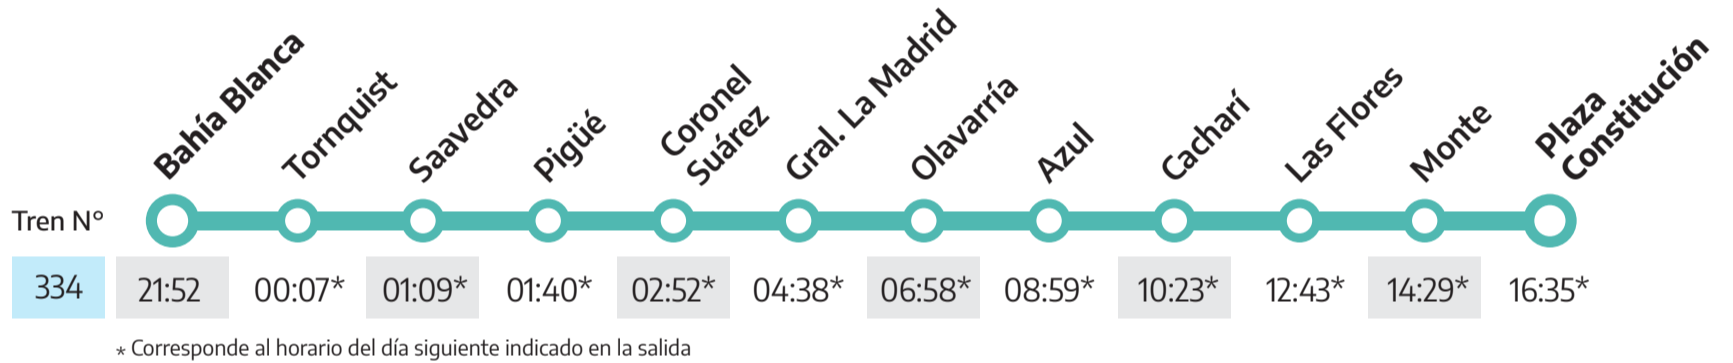 Bahía Blanca
Tornquist
Saavedra
Pigüé
Coronel
Suárez
Gral. La Madrid
Olavarría
Azul
Cacharí
Las Flores
Monte
Plaza
Constitución
Tren N°
334 21:52 00:07* 01:09* 01:40* 02:52* 04:38* 06:58* 08:59* 10:23* 12:43* 14:29* 16:35*
* Corresponde al horario del día siguiente indicado en la salida